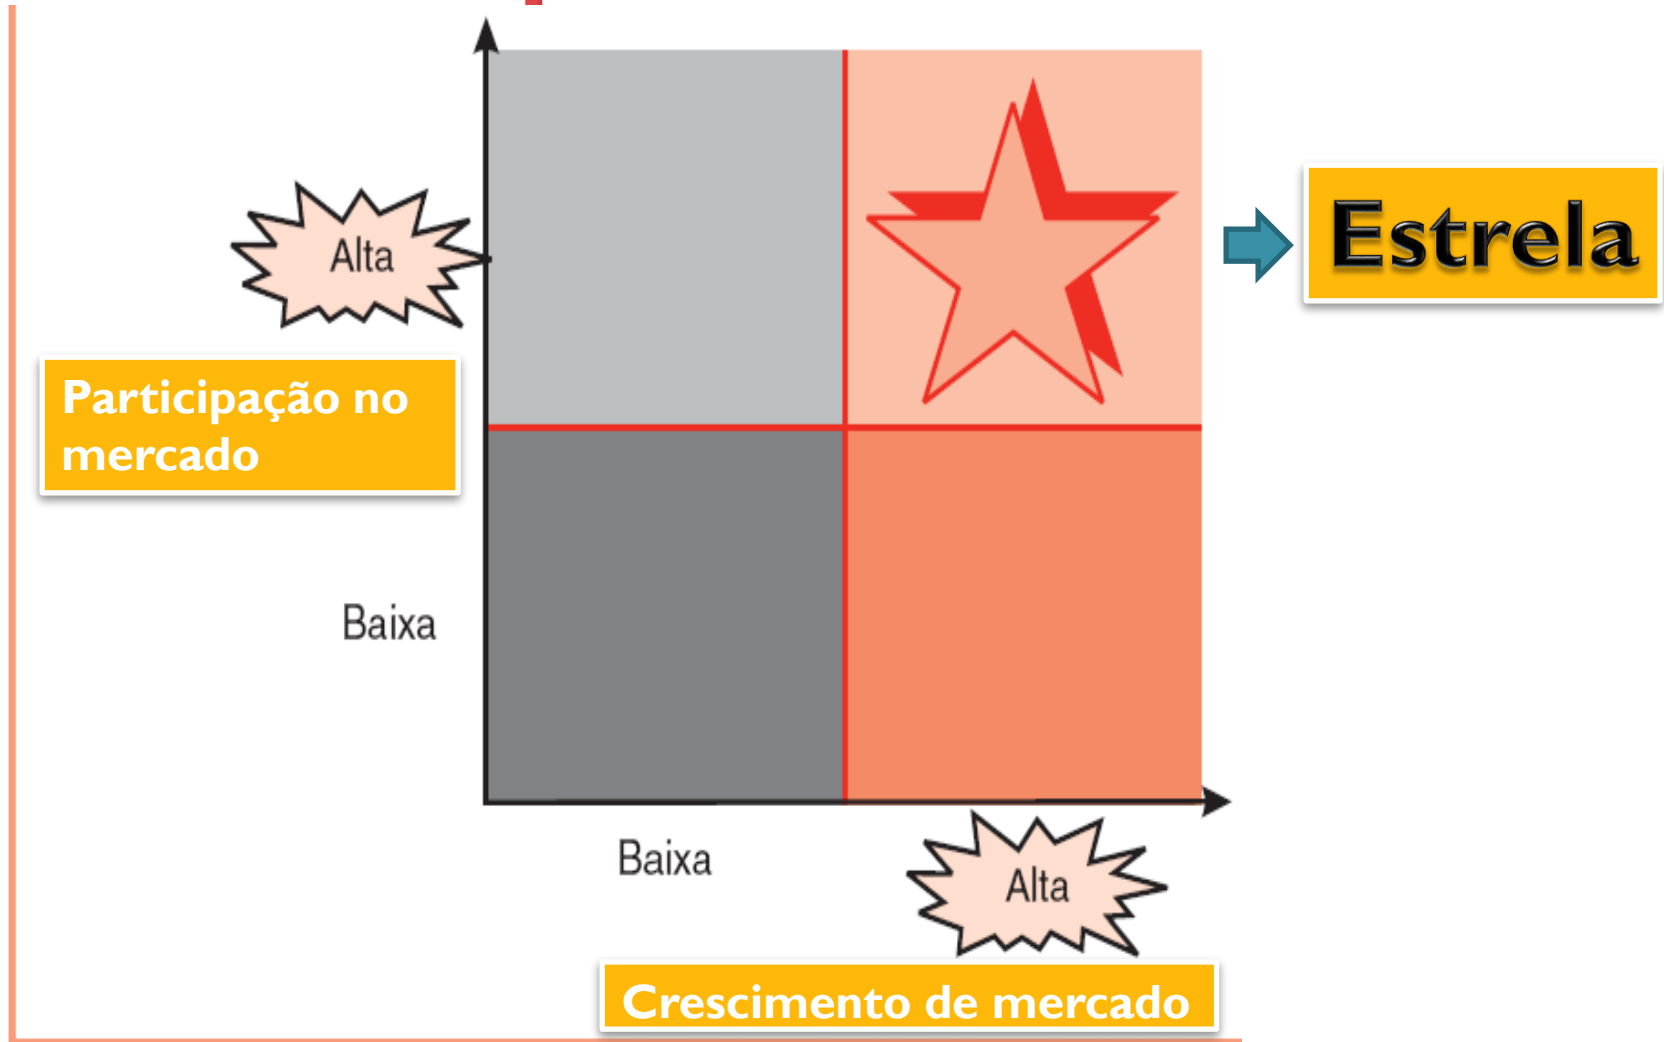 Alta
Estrela
Participação no
mercado
Baixa
Baixa
Alta
Crescimento de mercado